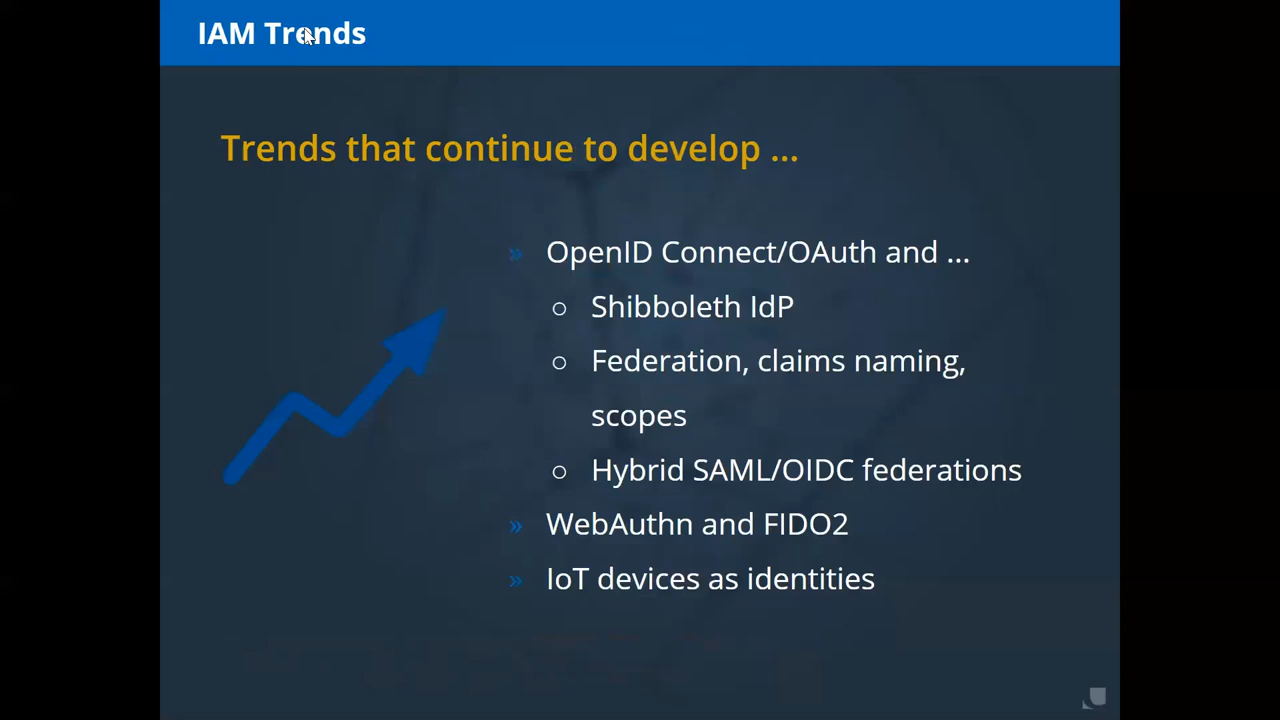 IAM Trends
Trends that continue to develop ...
» OpenID Connect/OAuth and ...
○ Shibboleth IdP
○ Federation, claims naming,
scopes
○ Hybrid SAML/OIDC federations
» WebAuthn and FIDO2
» IoT devices as identities